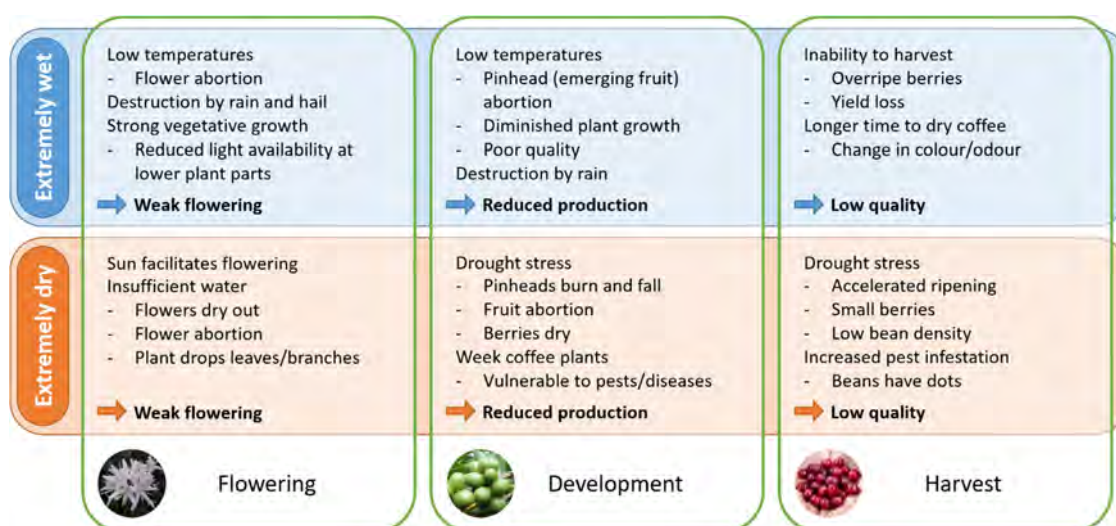 Extremely wet
Low temperatures
- Flower abortion
Destruction by rain and hail
Strong vegetative growth
- Reduced light availability at
lower plant parts
Weak flowering
Low temperatures
- Pinhead (emerging fruit)
abortion
- Diminished plant growth
- Poor quality
Destruction by rain
Reduced production
Inability to harvest
- Overripe berries
- Yield loss
Longer time to dry coffee
- Change in colour/odour
Low quality
Extremely dry
Sun facilitates flowering
Insufficient water
- Flowers dry out
- Flower abortion
- Plant drops leaves/branches
Weak flowering
Drought stress
- Pinheads burn and fall
- Fruit abortion
- Berries dry
Week coffee plants
- Vulnerable to pests/diseases
Reduced production
Drought stress
- Accelerated ripening
- Small berries
- Low bean density
Increased pest infestation
- Beans have dots
Low quality
Flowering
Development
Harvest